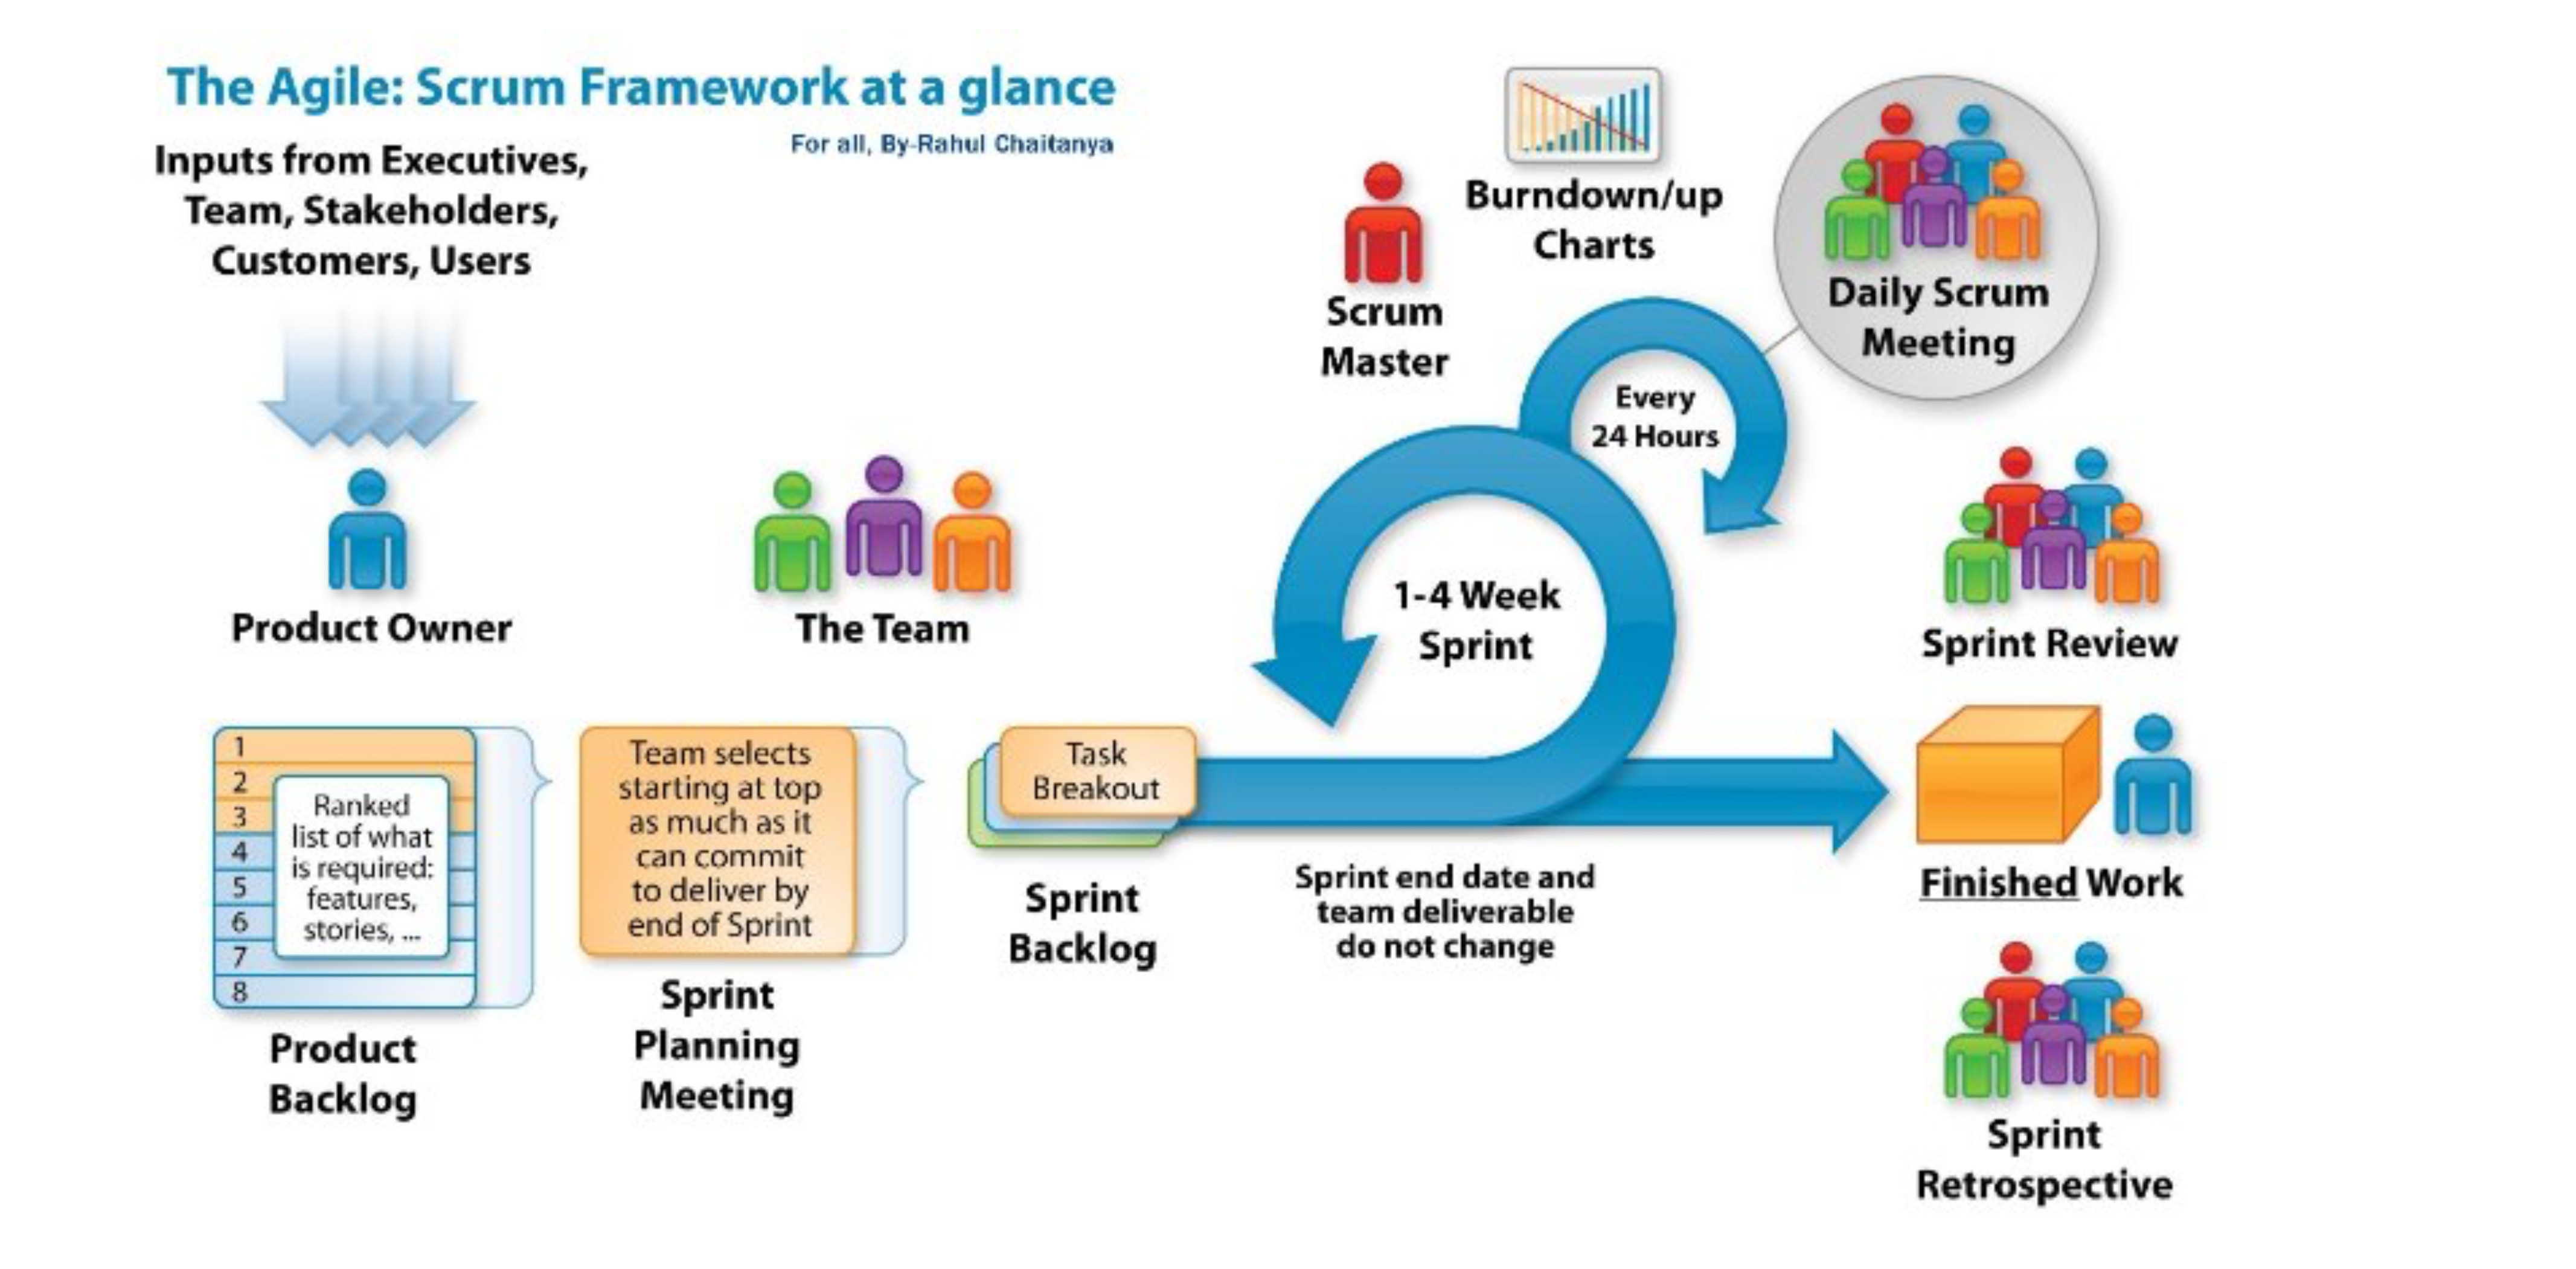 The Agile: Scrum Framework at a glance
For all, By-Rahul Chaitanya
Inputs from Executives,
Team, Stakeholders,
Customers, Users
Product Owner
The Team
Scrum
Master
Burndown/up
Charts
Daily Scrum
Meeting
Every
24 Hours
1-4 Week
Sprint
Sprint Review
1
2
3
4
5
6
7
8
Ranked
list of what
is required:
features,
stories, ...
Product
Backlog
Team selects
starting at top
as much as it
can commit
to deliver by
end of Sprint
Sprint
Planning
Meeting
Task
Breakout
Sprint
Backlog
Sprint end date and
team deliverable
do not change
Finished Work
Sprint
Retrospective